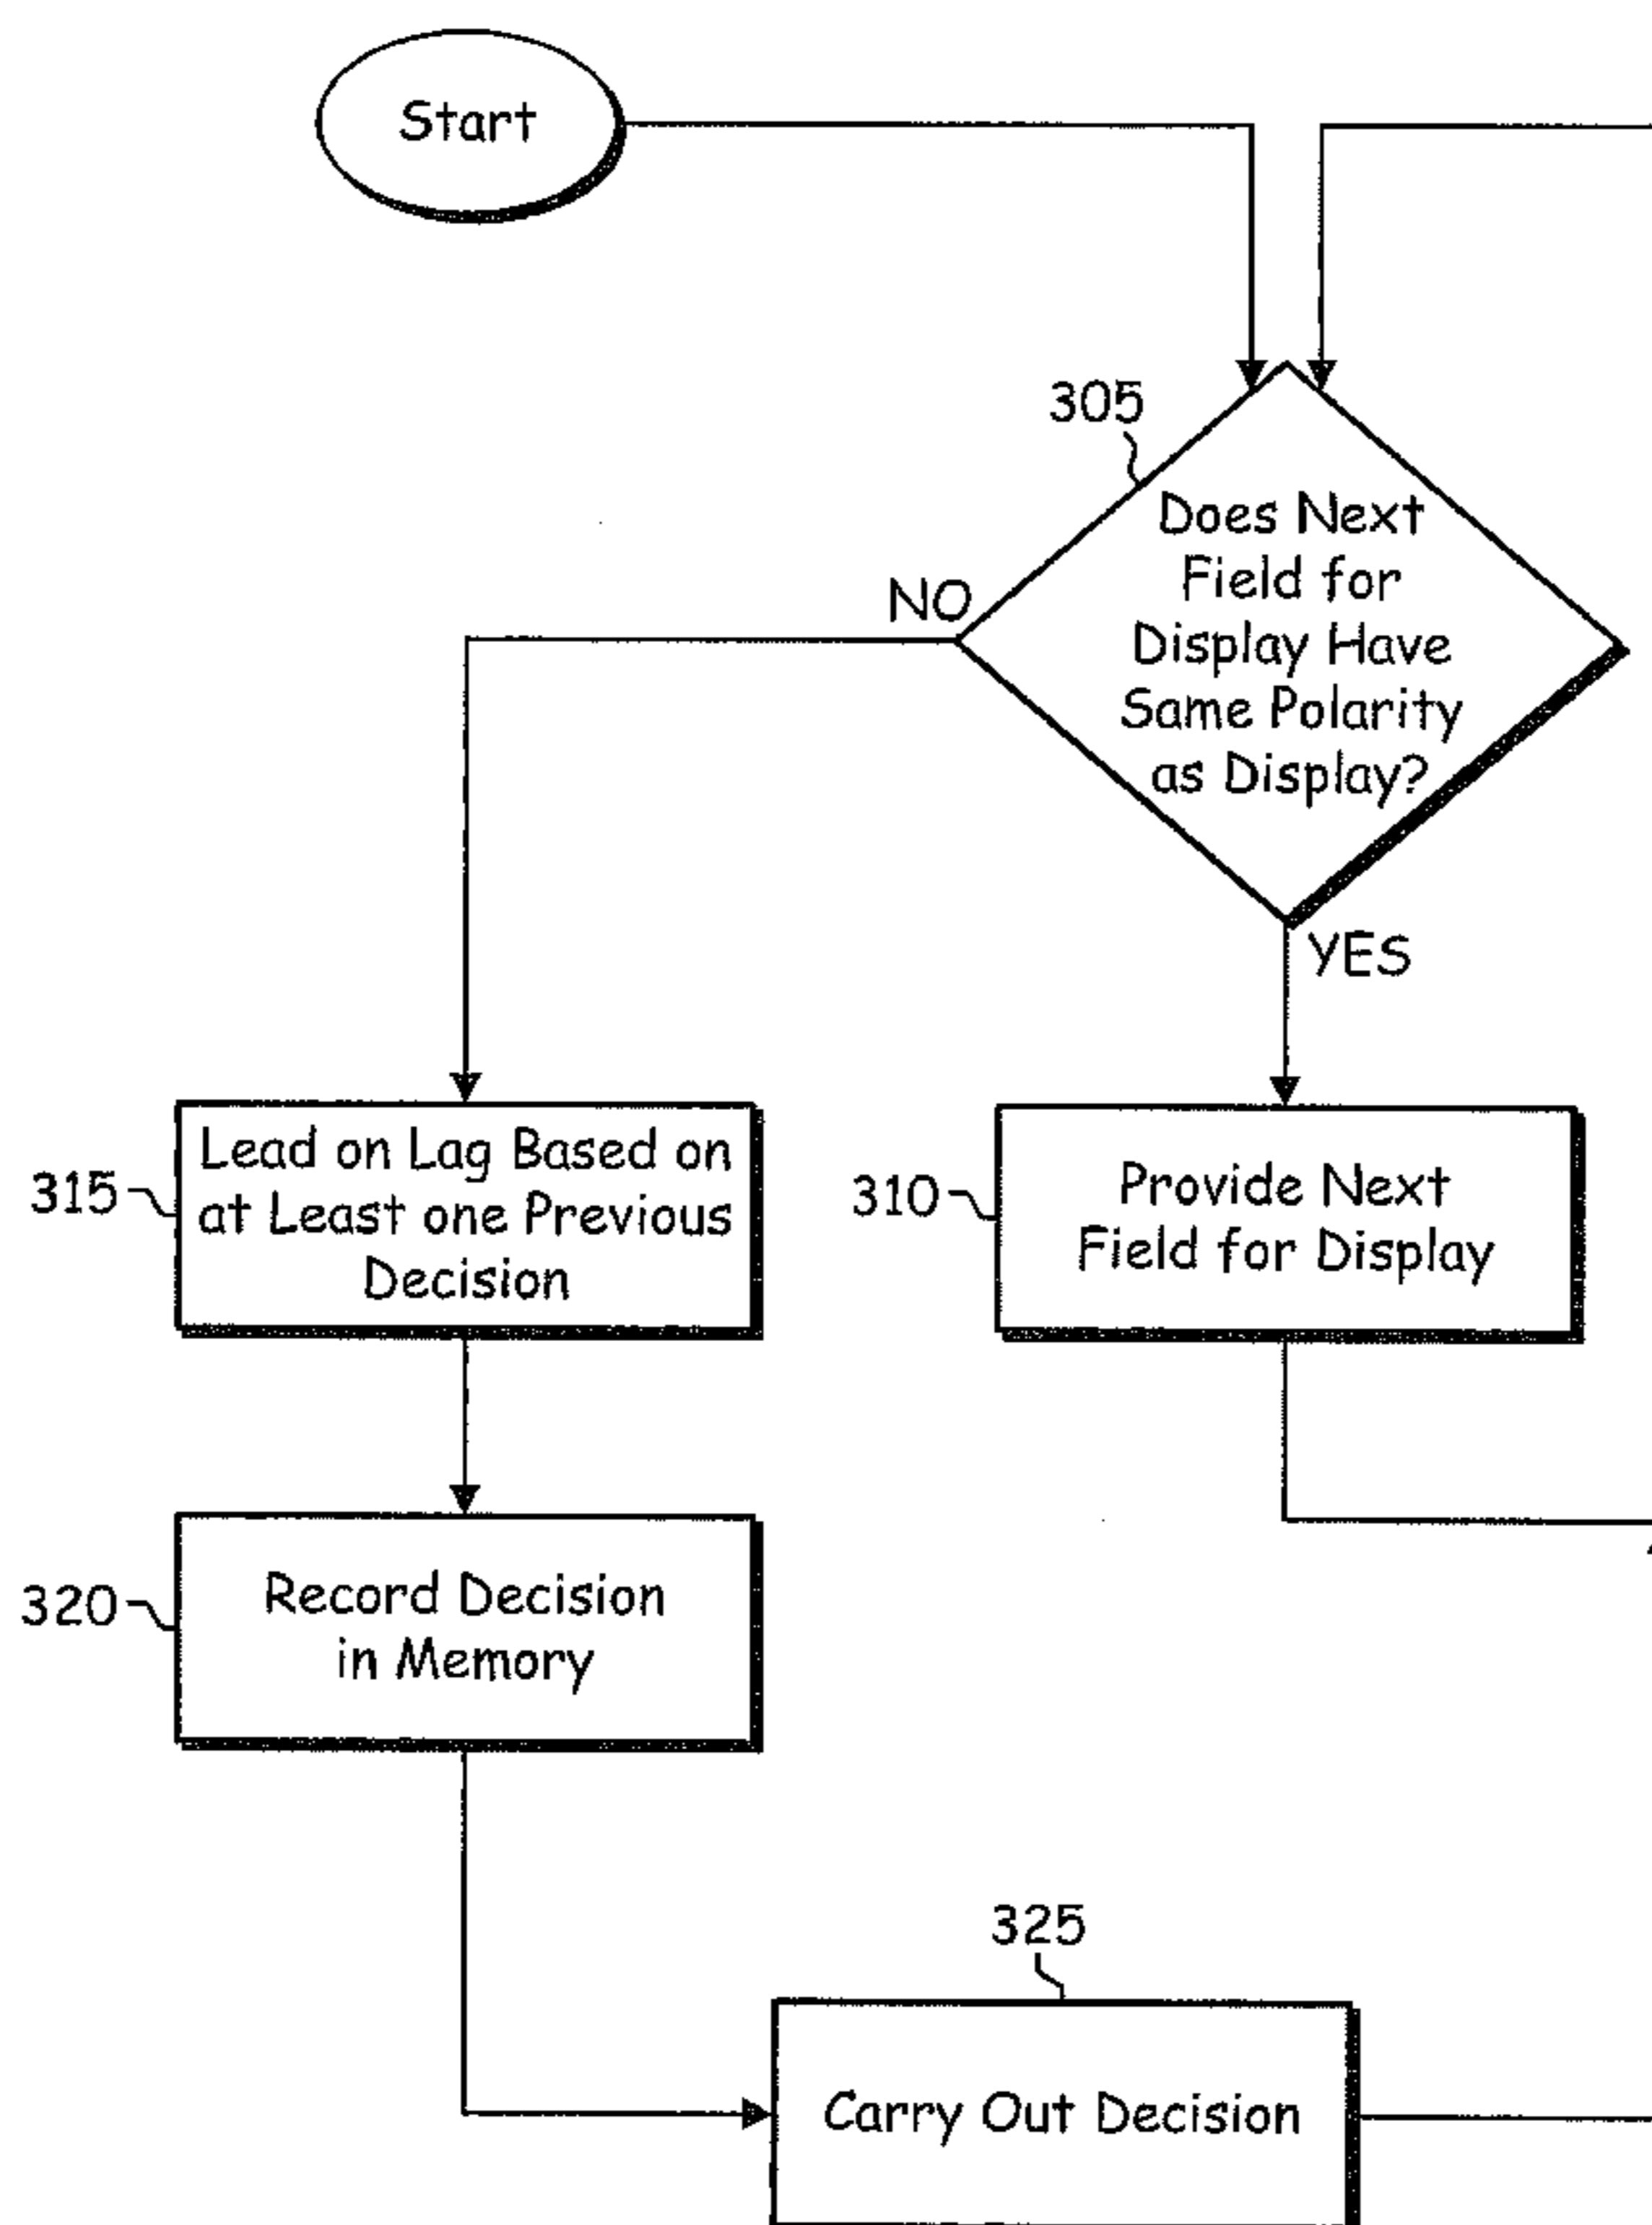 Start
305
Does Next
Field for
Display Have
Same Polarity
as Display?
NO
YES
315
Lead on Lag Based on
at Least one Previous
Decision
310
Provide Next
Field for Display
320
Record Decision
in Memory
325
Carry Out Decision